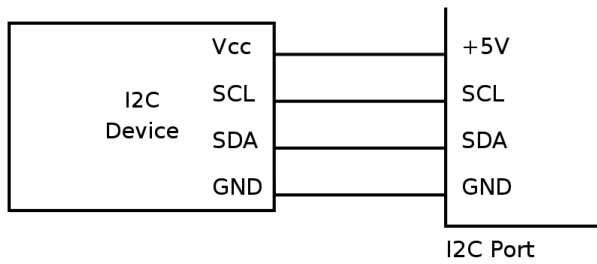 Vcc +5V
I2C SCL SCL
Device SDA SDA
GND GND
I2C Port